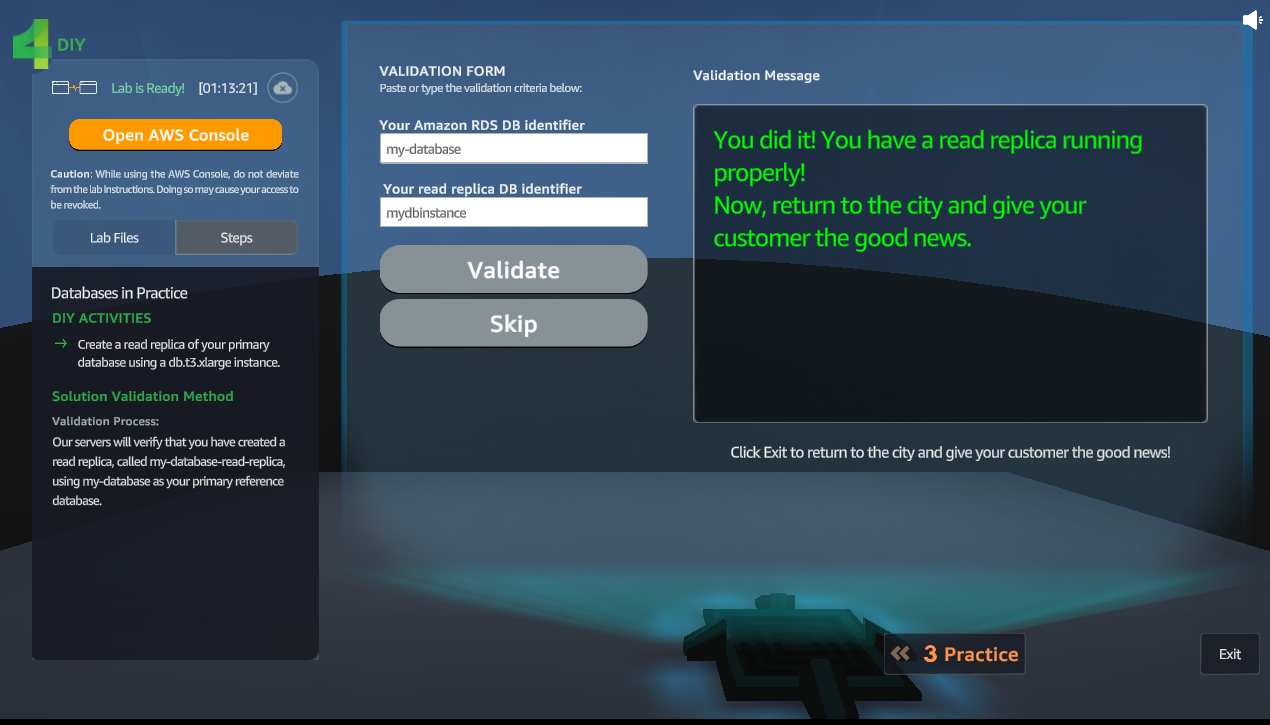 4 DIY
Lab is Ready! [01:13:21]
Open AWS Console
Caution: While using the AWS Console, do not deviate
from the lab instructions. Doing so may cause your access to
be revoked.
Lab Files
Steps
Databases in Practice
DIY ACTIVITIES
→ Create a read replica of your primary
database using a db.t3.xlarge instance.
Solution Validation Method
Validation Process:
Our servers will verify that you have created a
read replica, called my-database-read-replica,
using my-database as your primary reference
database.
VALIDATION FORM
Paste or type the validation criteria below:
Your Amazon RDS DB identifier
my-database
Your read replica DB identifier
mydbinstance
Validate
Skip
Validation Message
You did it! You have a read replica running
properly!
Now, return to the city and give your
customer the good news.
Click Exit to return to the city and give your customer the good news!
3 Practice
Exit